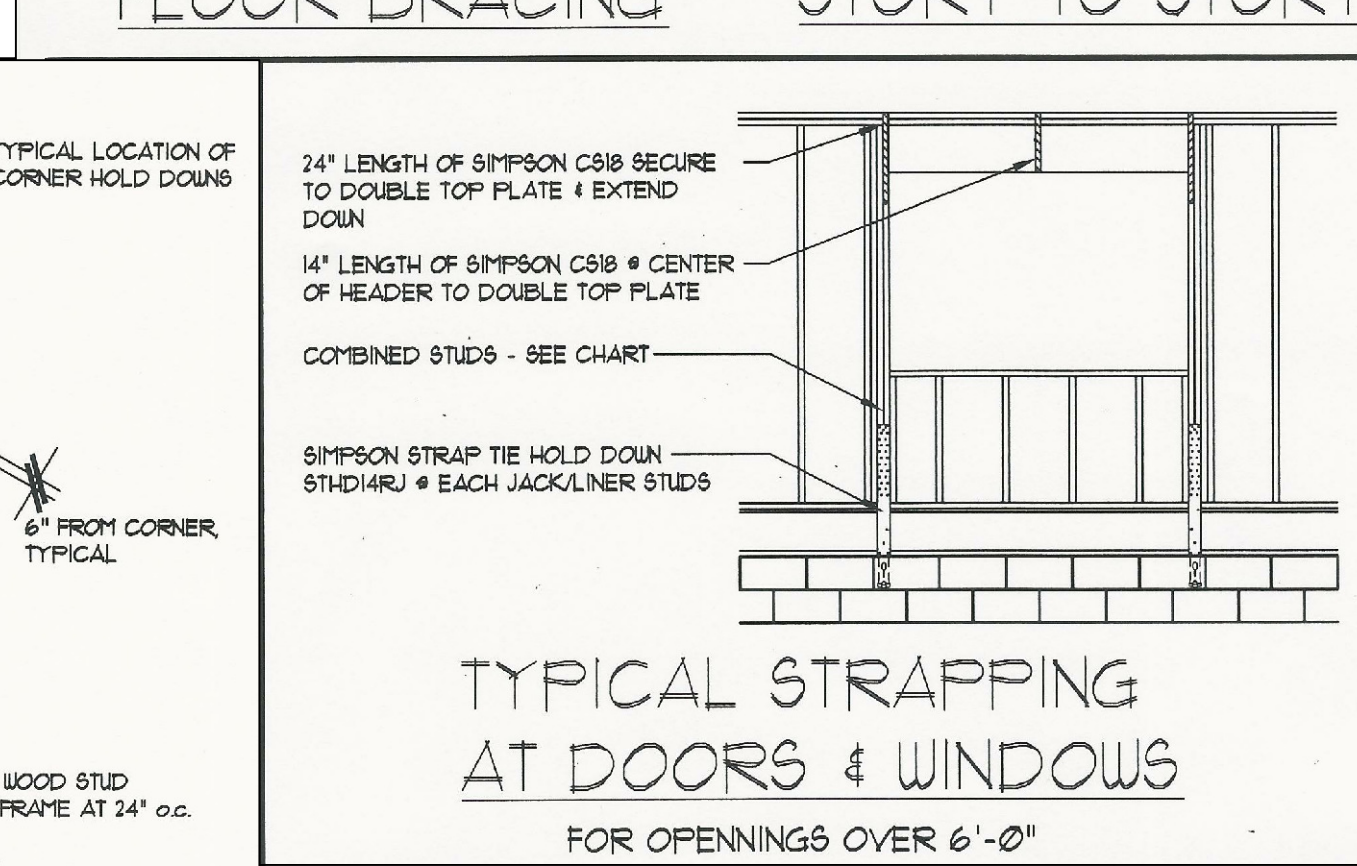 FLOOR BRACING
TYPICAL LOCATION OF
CORNER HOLD DOWNS
6" FROM CORNER,
TYPICAL
WOOD STUD
FRAME AT 24" o.c.
24" LENGTH OF SIMPSON CS18 SECURE
TO DOUBLE TOP PLATE & EXTEND
DOWN
14" LENGTH OF SIMPSON CS18 @ CENTER
OF HEADER TO DOUBLE TOP PLATE
COMBINED STUDS - SEE CHART
SIMPSON STRAP TIE HOLD DOWN
STHD14RJ @ EACH JACK/LINER STUDS
TYPICAL STRAPPING
AT DOORS & WINDOWS
FOR OPENNINGS OVER 6'-0"